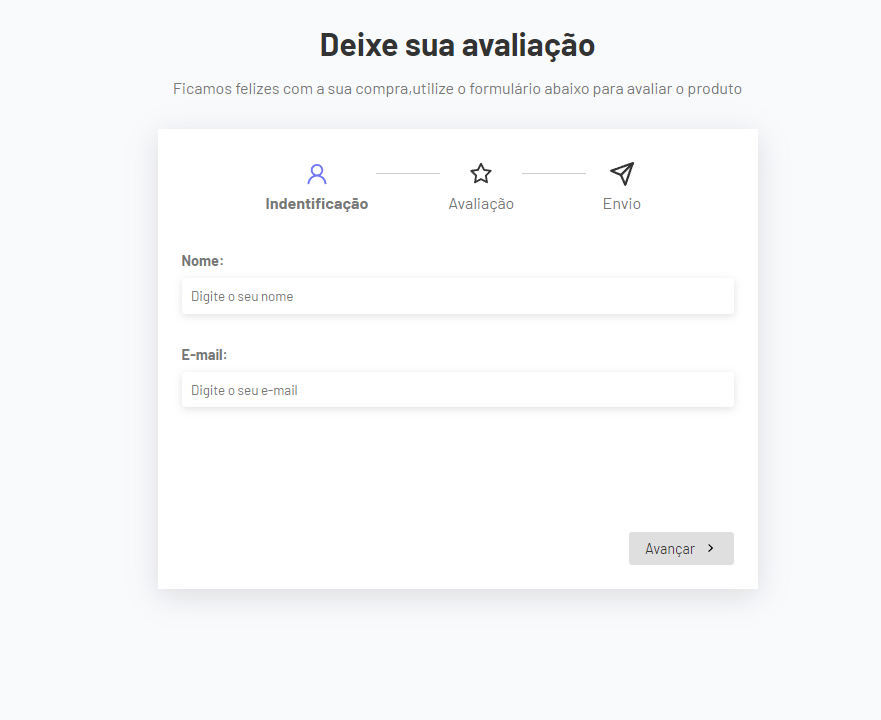 Deixe sua avaliação
Ficamos felizes com a sua compra,utilize o formulário abaixo para avaliar o produto
Indentificação
Avaliação
Envio
Nome:
Digite o seu nome
E-mail:
Digite o seu e-mail
Avançar